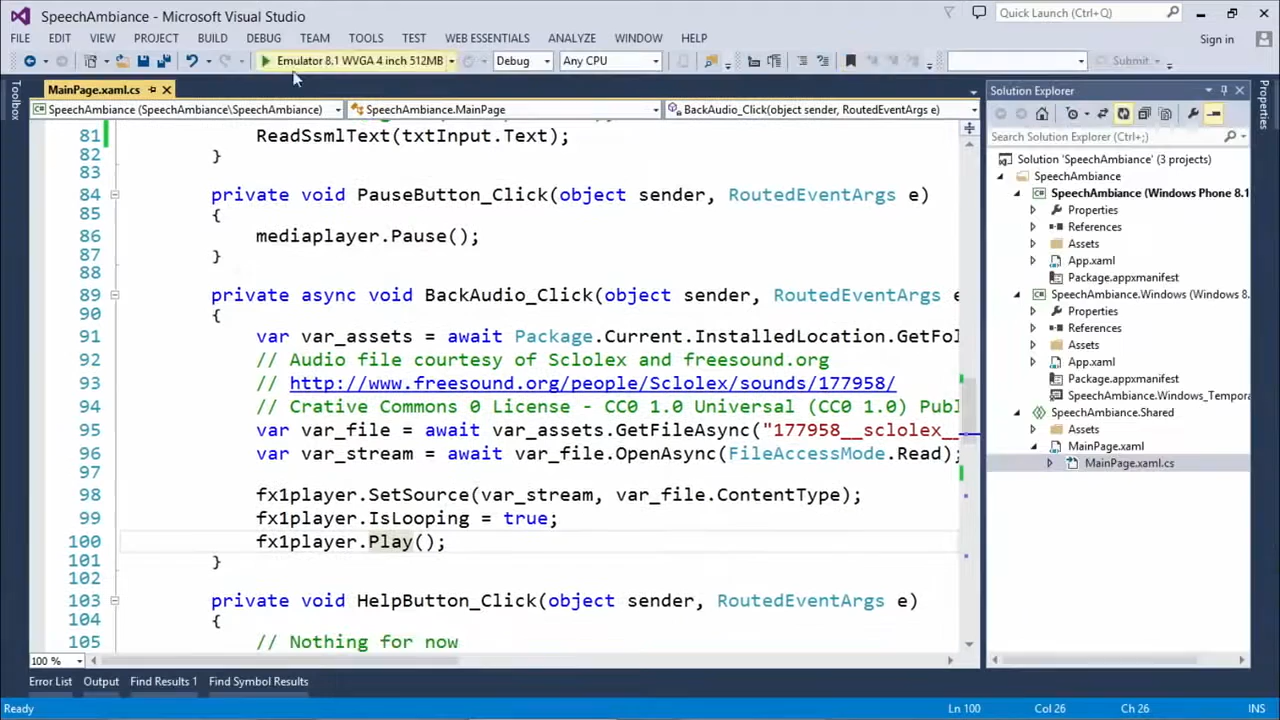 SpeechAmbiance - Microsoft Visual Studio
Quick Launch (Ctrl+Q)
FILE EDIT VIEW PROJECT BUILD DEBUG TEAM TOOLS TEST WEB ESSENTIALS ANALYZE WINDOW HELP
Sign in
Emulator 8.1 WVGA 4 inch 512MB Debug Any CPU Submit
Toolbox
MainPage.xaml.cs
SpeechAmbiance (SpeechAmbiance\SpeechAmbiance) SpeechAmbiance.MainPage BackAudio_Click(object sender, RoutedEventArgs e)
81 ReadSsmlText(txtInput.Text);
82 }
83
84 private void PauseButton_Click(object sender, RoutedEventArgs e)
85 {
86 mediaplayer.Pause();
87 }
88
89 private async void BackAudio_Click(object sender, RoutedEventArgs e
90 {
91 var var_assets = await Package.Current.InstalledLocation.GetFol
92 // Audio file courtesy of Sclolex and freesound.org
93 // http://www.freesound.org/people/Sclolex/sounds/177958/
94 // Crative Commons 0 License - CC0 1.0 Universal (CC0 1.0) Publ
95 var var_file = await var_assets.GetFileAsync("177958__sclolex__
96 var var_stream = await var_file.OpenAsync(FileAccessMode.Read);
97
98 fx1player.SetSource(var_stream, var_file.ContentType);
99 fx1player.IsLooping = true;
100 fx1player.Play();
101 }
102
103 private void HelpButton_Click(object sender, RoutedEventArgs e)
104 {
105 // Nothing for now
100 %
Error List Output Find Results 1 Find Symbol Results
Ready Ln 100 Col 26 Ch 26 INS
Solution Explorer
Search Solution Explorer (Ctrl+;)
Solution 'SpeechAmbiance' (3 projects)
SpeechAmbiance
SpeechAmbiance (Windows Phone 8.1
Properties
References
Assets
App.xaml
Package.appxmanifest
SpeechAmbiance.Windows (Windows 8.
Properties
References
Assets
App.xaml
Package.appxmanifest
SpeechAmbiance.Windows_Tempora
SpeechAmbiance.Shared
Assets
MainPage.xaml
MainPage.xaml.cs
Properties